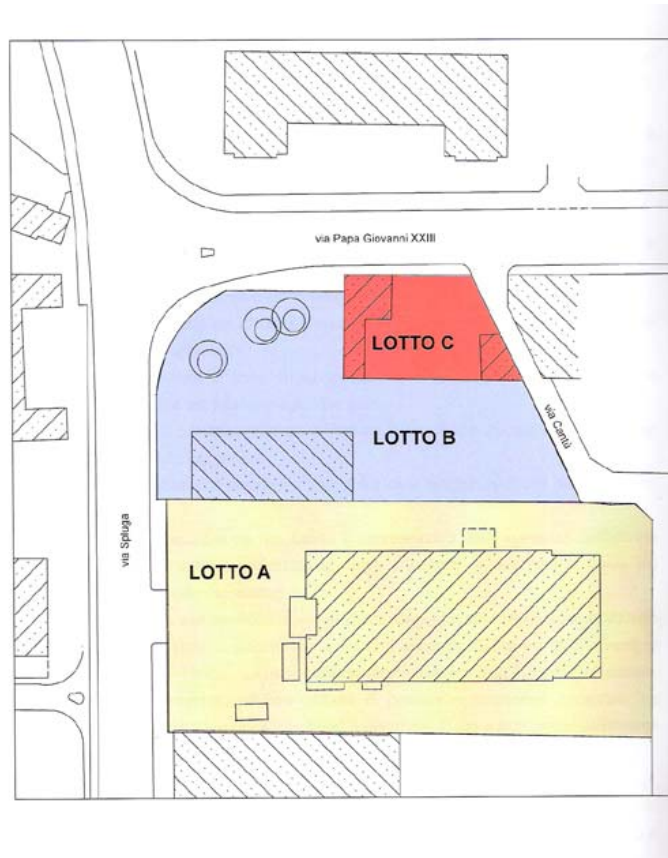 via Papa Giovanni XXIII
LOTTO C
LOTTO B
via Cantù
via Spluga
LOTTO A